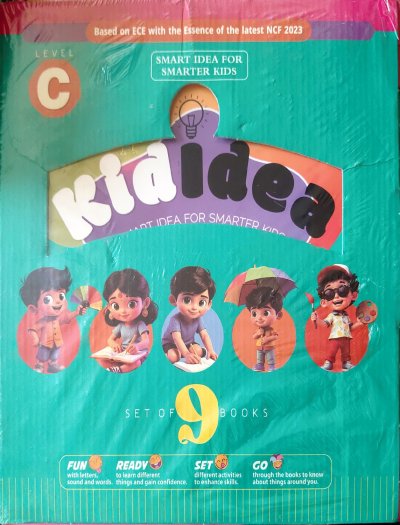 Based on ECE with the Essence of the latest NCF 2023
LEVEL
C
SMART IDEA FOR
SMARTER KIDS
Kididea
SMART IDEA FOR SMARTER KIDS
SET OF 9 BOOKS
FUN
with letters,
sound and words.
READY
to learn different
things and gain confidence.
SET
different activities
to enhance skills.
GO
through the books to know
about things around you.